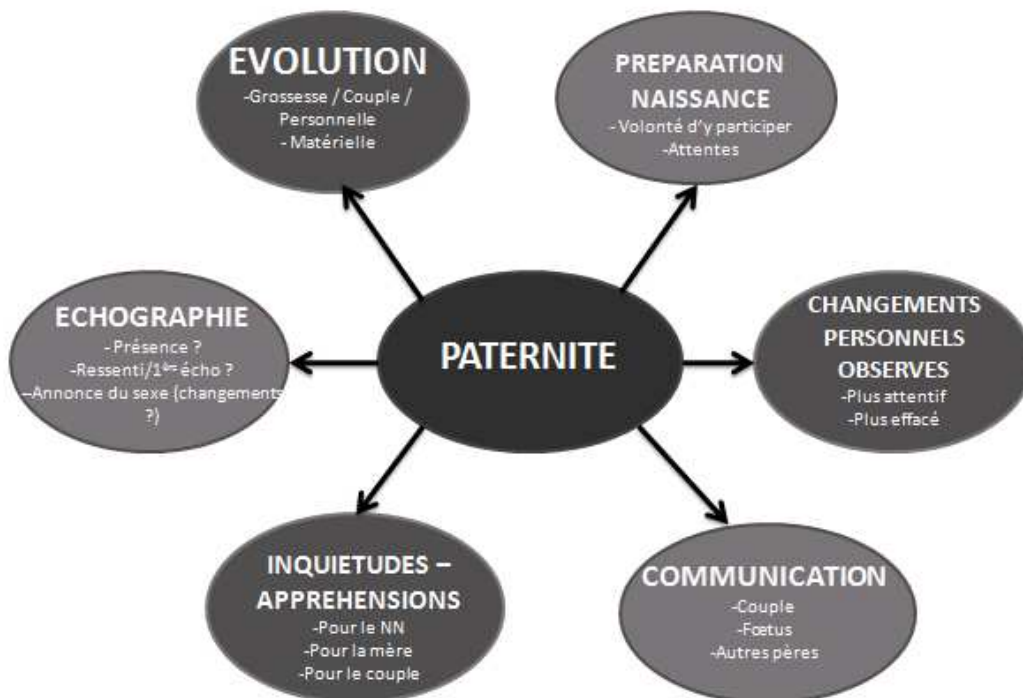 EVOLUTION
-Grossesse / Couple /
Personnelle
- Matérielle
PREPARATION
NAISSANCE
- Volonté d'y participer
-Attentes
ECHOGRAPHIE
- Présence ?
-Ressenti/1ère écho ?
–Annonce du sexe (changements
?)
PATERNITE
CHANGEMENTS
PERSONNELS
OBSERVES
-Plus attentif
-Plus effacé
INQUIETUDES –
APPREHENSIONS
-Pour le NN
-Pour la mère
-Pour le couple
COMMUNICATION
-Couple
-Fœtus
-Autres pères